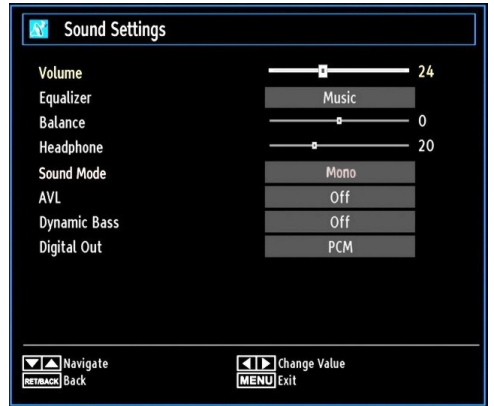 Sound Settings
Volume 24
Equalizer Music
Balance 0
Headphone 20
Sound Mode Mono
AVL Off
Dynamic Bass Off
Digital Out PCM
Navigate Change Value
RET/BACK Back MENU Exit